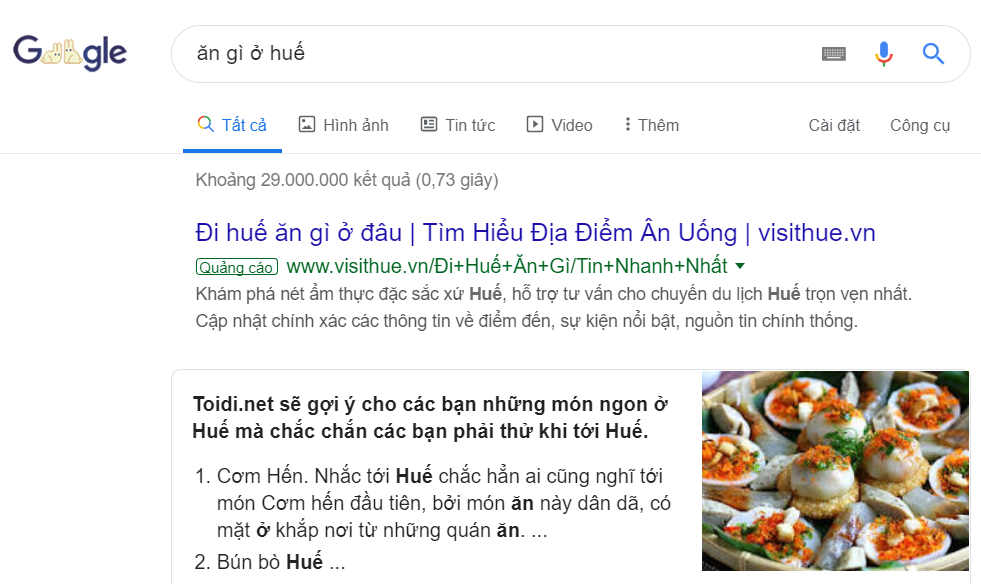 Google
ăn gì ở huế
Tất cả
Hình ảnh
Tin tức
Video
Thêm
Cài đặt
Công cụ
Khoảng 29.000.000 kết quả (0,73 giây)
Đi huế ăn gì ở đâu | Tìm Hiểu Địa Điểm Ân Uống | visithue.vn
Quảng cáo www.visithue.vn/Đi+Huế+Ăn+Gì/Tin+Nhanh+Nhất
Khám phá nét ẩm thực đặc sắc xứ Huế, hỗ trợ tư vấn cho chuyến du lịch Huế trọn vẹn nhất.
Cập nhật chính xác các thông tin về điểm đến, sự kiện nổi bật, nguồn tin chính thống.
Toidi.net sẽ gợi ý cho các bạn những món ngon ở
Huế mà chắc chắn các bạn phải thử khi tới Huế.
1. Cơm Hến. Nhắc tới Huế chắc hẳn ai cũng nghĩ tới
món Cơm hến đầu tiên, bởi món ăn này dân dã, có
mặt ở khắp nơi từ những quán ăn. ...
2. Bún bò Huế ...